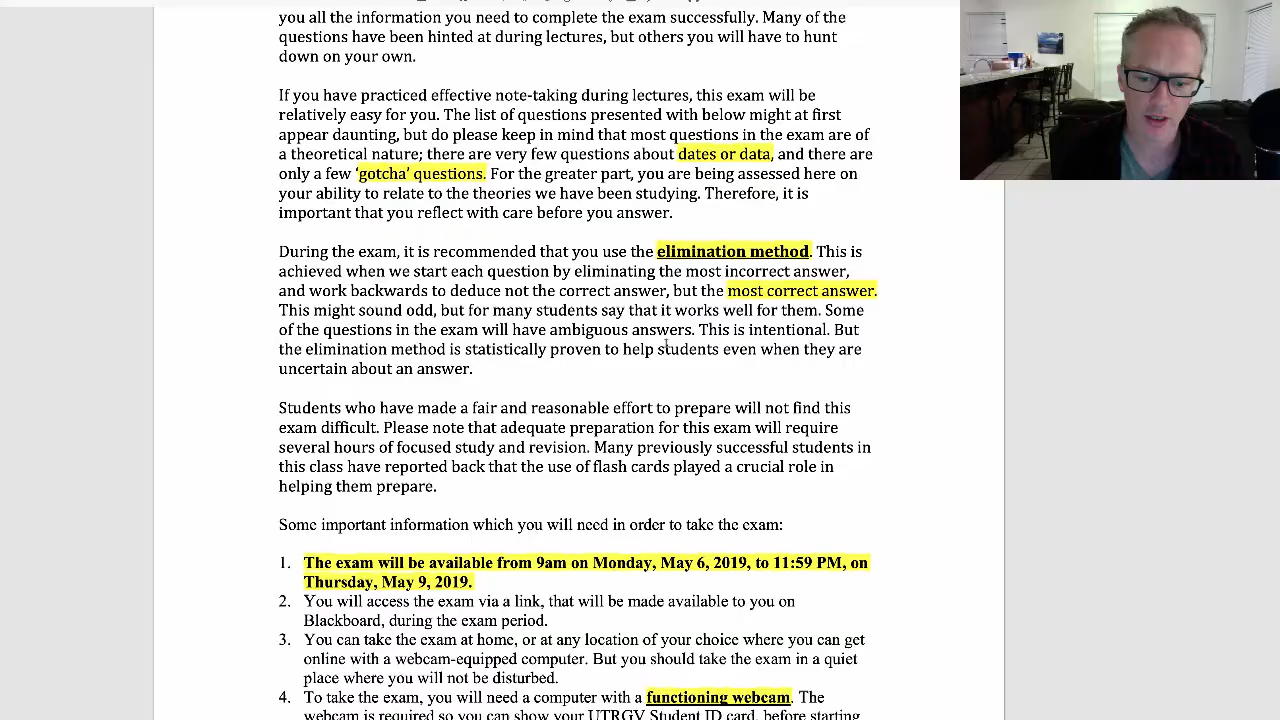 you all the information you need to complete the exam successfully. Many of the
questions have been hinted at during lectures, but others you will have to hunt
down on your own.
If you have practiced effective note-taking during lectures, this exam will be
relatively easy for you. The list of questions presented with below might at first
appear daunting, but do please keep in mind that most questions in the exam are of
a theoretical nature; there are very few questions about dates or data, and there are
only a few ‘gotcha’ questions. For the greater part, you are being assessed here on
your ability to relate to the theories we have been studying. Therefore, it is
important that you reflect with care before you answer.
During the exam, it is recommended that you use the elimination method. This is
achieved when we start each question by eliminating the most incorrect answer,
and work backwards to deduce not the correct answer, but the most correct answer.
This might sound odd, but for many students say that it works well for them. Some
of the questions in the exam will have ambiguous answers. This is intentional. But
the elimination method is statistically proven to help students even when they are
uncertain about an answer.
Students who have made a fair and reasonable effort to prepare will not find this
exam difficult. Please note that adequate preparation for this exam will require
several hours of focused study and revision. Many previously successful students in
this class have reported back that the use of flash cards played a crucial role in
helping them prepare.
Some important information which you will need in order to take the exam:
1. The exam will be available from 9am on Monday, May 6, 2019, to 11:59 PM, on
Thursday, May 9, 2019.
2. You will access the exam via a link, that will be made available to you on
Blackboard, during the exam period.
3. You can take the exam at home, or at any location of your choice where you can get
online with a webcam-equipped computer. But you should take the exam in a quiet
place where you will not be disturbed.
4. To take the exam, you will need a computer with a functioning webcam. The
webcam is required so you can show your UTRGV Student ID card, before starting